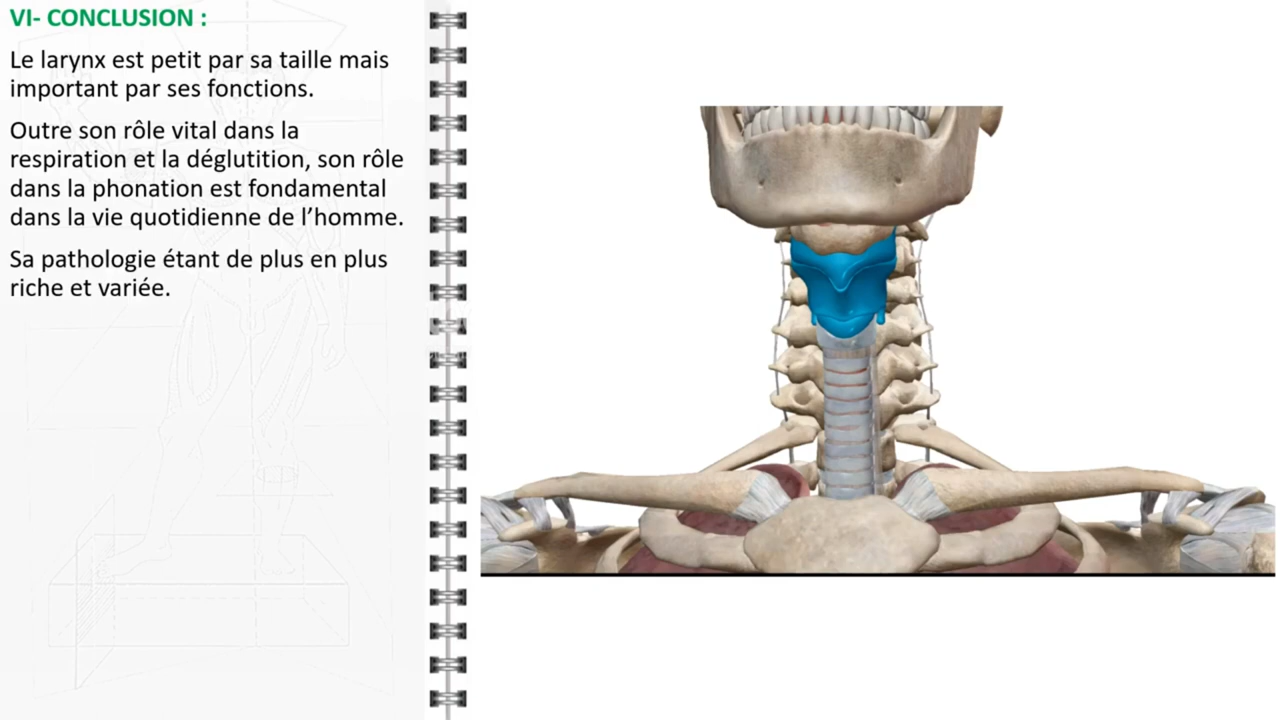 VI- CONCLUSION :
Le larynx est petit par sa taille mais
important par ses fonctions.
Outre son rôle vital dans la
respiration et la déglutition, son rôle
dans la phonation est fondamental
dans la vie quotidienne de l’homme.
Sa pathologie étant de plus en plus
riche et variée.